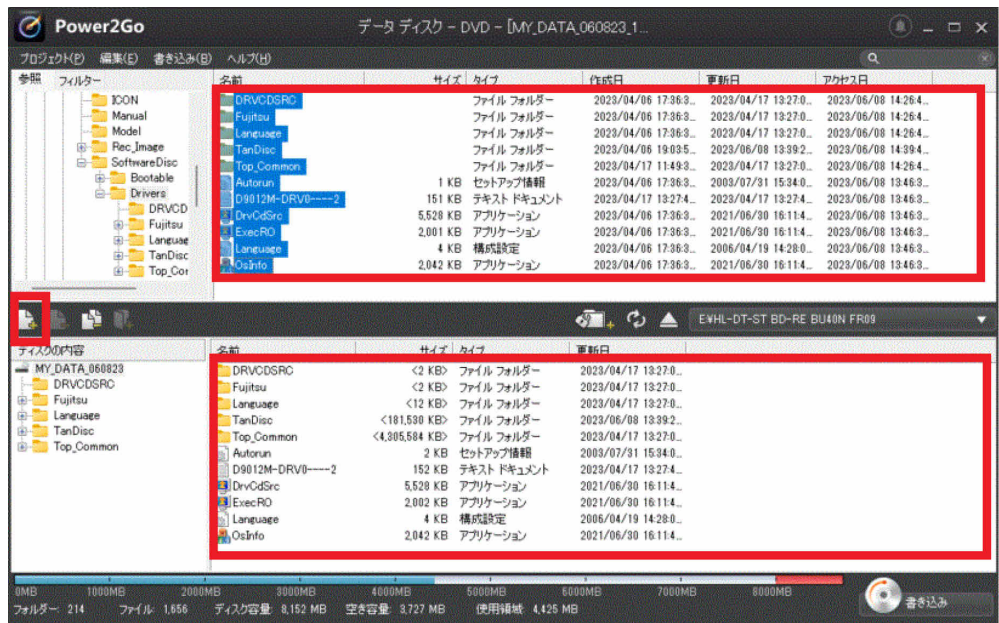 Power2Go
データ ディスク - DVD - [MY_DATA_060823_1...
プロジェクト(P) 編集(E) 書き込み(B) ヘルプ(H)
参照 フィルター
名前 サイズ タイプ 作成日 更新日 アクセス日
ICON
Manual
Model
Rec_Image
SoftwareDisc
Bootable
Drivers
DRVCD
Fujitsu
Language
TanDisc
Top_Cor
DRVCDSRC ファイル フォルダー 2023/04/06 17:36:3... 2023/04/17 13:27:0... 2023/06/08 14:26:4...
Fujitsu ファイル フォルダー 2023/04/06 17:36:3... 2023/04/17 13:27:0... 2023/06/08 14:26:4...
Language ファイル フォルダー 2023/04/06 17:36:3... 2023/04/17 13:27:0... 2023/06/08 14:26:4...
TanDisc ファイル フォルダー 2023/04/06 19:03:5... 2023/06/08 13:39:2... 2023/06/08 14:39:4...
Top_Common ファイル フォルダー 2023/04/17 11:49:3... 2023/04/17 13:27:0... 2023/06/08 14:26:4...
Autorun 1 KB セットアップ情報 2023/04/06 17:36:3... 2003/07/31 15:34:0... 2023/06/08 13:46:3...
D9012M-DRV0----2 151 KB テキスト ドキュメント 2023/04/17 13:27:4... 2023/04/17 13:27:4... 2023/06/08 13:46:3...
DrvCdSrc 5,528 KB アプリケーション 2023/04/06 17:36:3... 2021/06/30 16:11:4... 2023/06/08 13:46:3...
ExecRO 2,001 KB アプリケーション 2023/04/06 17:36:3... 2021/06/30 16:11:4... 2023/06/08 13:46:3...
Language 4 KB 構成設定 2023/04/06 17:36:3... 2006/04/19 14:28:0... 2023/06/08 13:46:3...
OsInfo 2,042 KB アプリケーション 2023/04/06 17:36:3... 2021/06/30 16:11:4... 2023/06/08 13:46:3...
E¥HL-DT-ST BD-RE BU40N FR09
ディスクの内容
名前 サイズ タイプ 更新日
MY_DATA_060823
DRVCDSRC
Fujitsu
Language
TanDisc
Top_Common
DRVCDSRC <2 KB> ファイル フォルダー 2023/04/17 13:27:0...
Fujitsu <2 KB> ファイル フォルダー 2023/04/17 13:27:0...
Language <12 KB> ファイル フォルダー 2023/04/17 13:27:0...
TanDisc <181,530 KB> ファイル フォルダー 2023/06/08 13:39:2...
Top_Common <4,305,584 KB> ファイル フォルダー 2023/04/17 13:27:0...
Autorun 2 KB セットアップ情報 2003/07/31 15:34:0...
D9012M-DRV0----2 152 KB テキスト ドキュメント 2023/04/17 13:27:4...
DrvCdSrc 5,528 KB アプリケーション 2021/06/30 16:11:4...
ExecRO 2,002 KB アプリケーション 2021/06/30 16:11:4...
Language 4 KB 構成設定 2006/04/19 14:28:0...
OsInfo 2,042 KB アプリケーション 2021/06/30 16:11:4...
0MB 1000MB 2000MB 3000MB 4000MB 5000MB 6000MB 7000MB 8000MB
フォルダー: 214 ファイル: 1,656 ディスク容量: 8,152 MB 空き容量: 3,727 MB 使用領域: 4,425 MB
書き込み